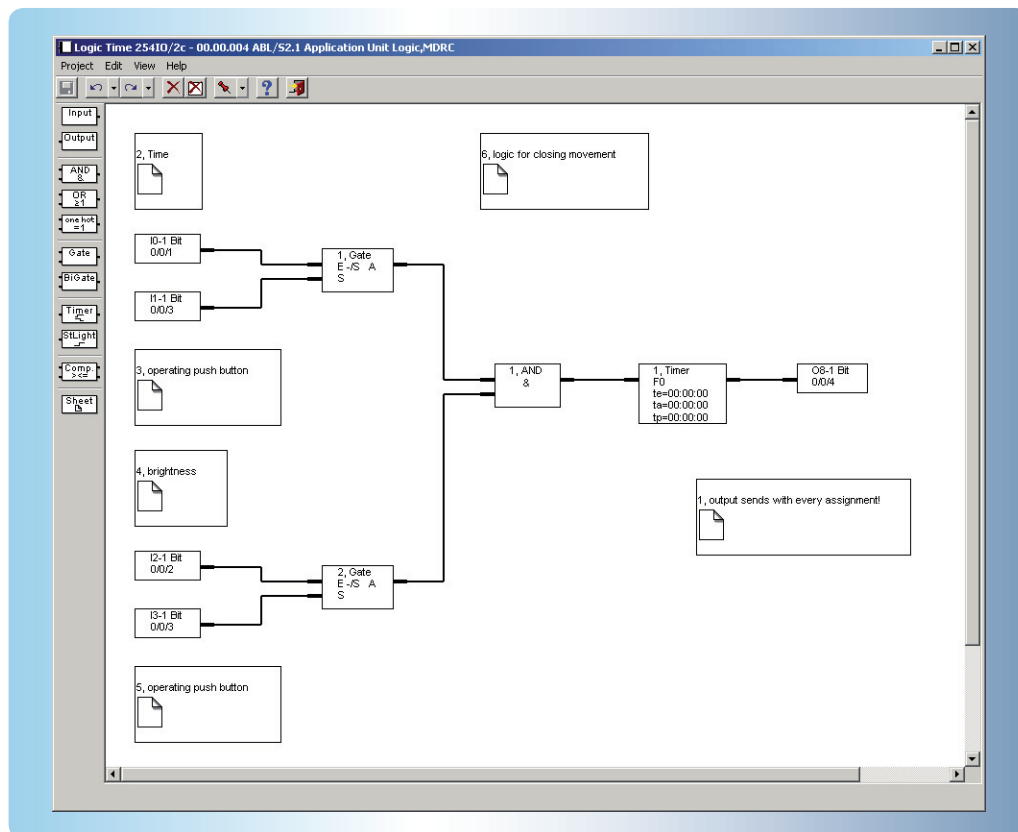 Logic Time 254IO/2c - 00.00.004 ABL/S2.1 Application Unit Logic,MDRC
Project Edit View Help
Input
Output
AND
&
OR
≥1
one hot
=1
Gate
BiGate
Timer
StLight
Comp.
><=
Sheet
2, Time
6, logic for closing movement
I0-1 Bit
0/0/1
1, Gate
E -/S A
S
I1-1 Bit
0/0/3
3, operating push button
1, AND
&
1, Timer
F0
te=00:00:00
ta=00:00:00
tp=00:00:00
O8-1 Bit
0/0/4
4, brightness
1, output sends with every assignment!
I2-1 Bit
0/0/2
2, Gate
E -/S A
S
I3-1 Bit
0/0/3
5, operating push button